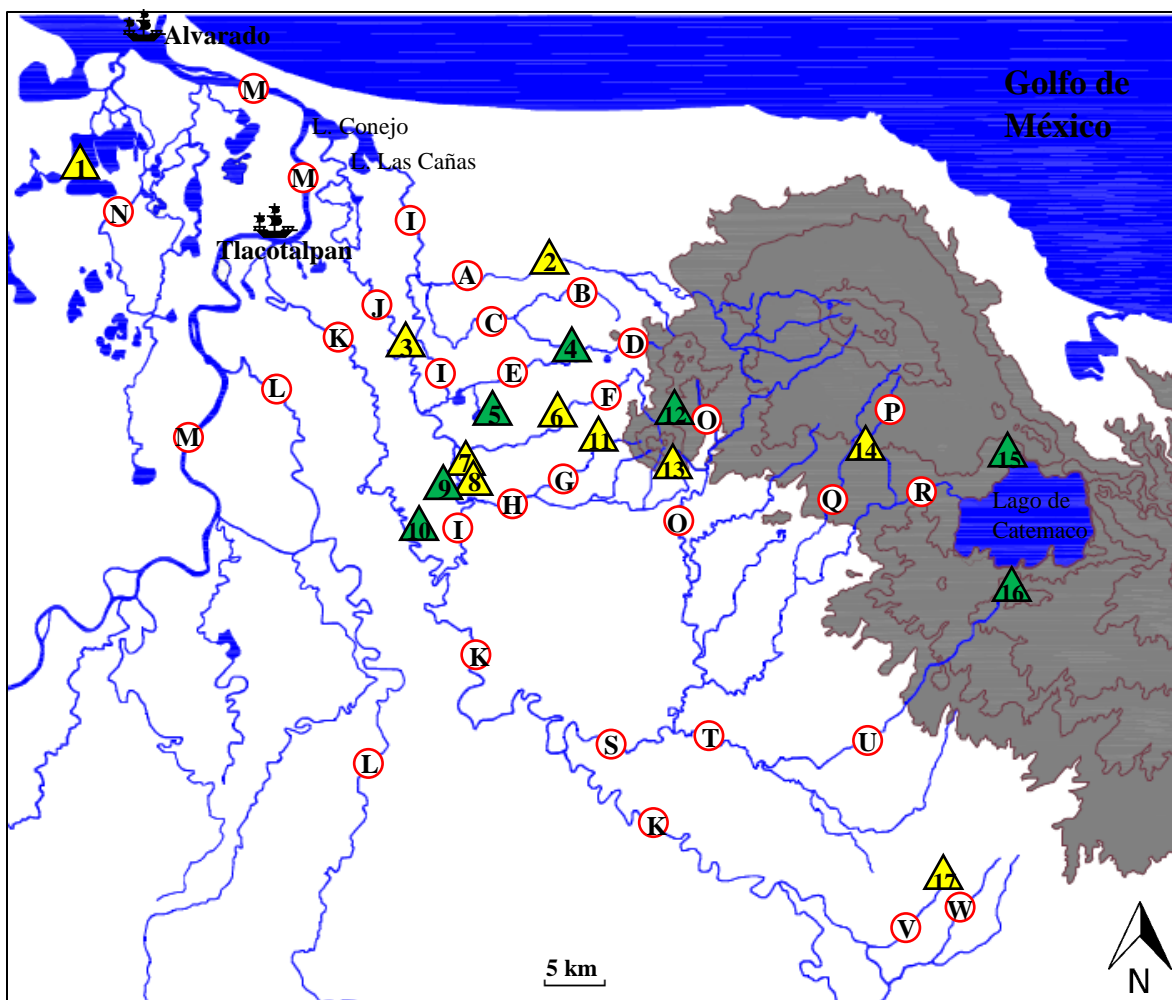 Alvarado
M
Golfo de
México
L. Conejo
L. Las Cañas
1
M
N
I
Tlacotalpan
2
A
B
J
C
K
3
4
D
I
E
L
F
5
6
12
O
P
M
11
7
14
15
13
8
9
G
R
Q
Lago de
Catemaco
H
10
I
O
16
K
S
T
U
L
K
17
W
V
5 km
N